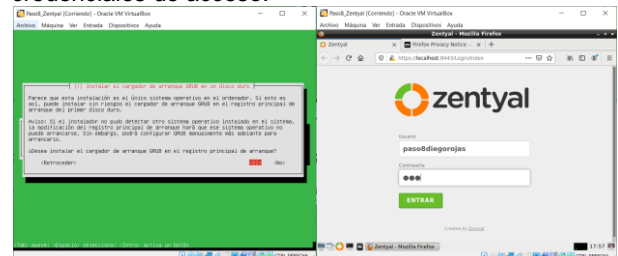 credenciales de acceso.
Paso8_Zentyal [Corriendo] - Oracle VM VirtualBox
Archivo Máquina Ver Entrada Dispositivos Ayuda
[!] Instalar el cargador de arranque GRUB en un disco duro
Parece que esta instalación es el único sistema operativo en el ordenador. Si esto es
así, puede instalar sin riesgos el cargador de arranque GRUB en el registro principal de
arranque del primer disco duro.
Aviso: Si el instalador no pudo detectar otro sistema operativo instalado en el sistema,
la modificación del registro principal de arranque hará que ese sistema operativo no
puede arrancarse. Sin embargo, podrá configurar GRUB manualmente más adelante para
arrancarlo.
¿Desea instalar el cargador de arranque GRUB en el registro principal de arranque?
<Retroceder>
<Sí>
<No>
<Tab> mueve; <Espacio> selecciona; <Intro> activa un botón
CTRL DERECHA
Paso8_Zentyal [Corriendo] - Oracle VM VirtualBox
Archivo Máquina Ver Entrada Dispositivos Ayuda
Zentyal - Mozilla Firefox
Zentyal
Firefox Privacy Notice —
https://localhost:8443/Login/Index
zentyal
Usuario
paso8diegorojas
Contraseña
ENTRAR
Created by Zentyal
Zentyal - Mozilla Firefox
17:57
CTRL DERECHA